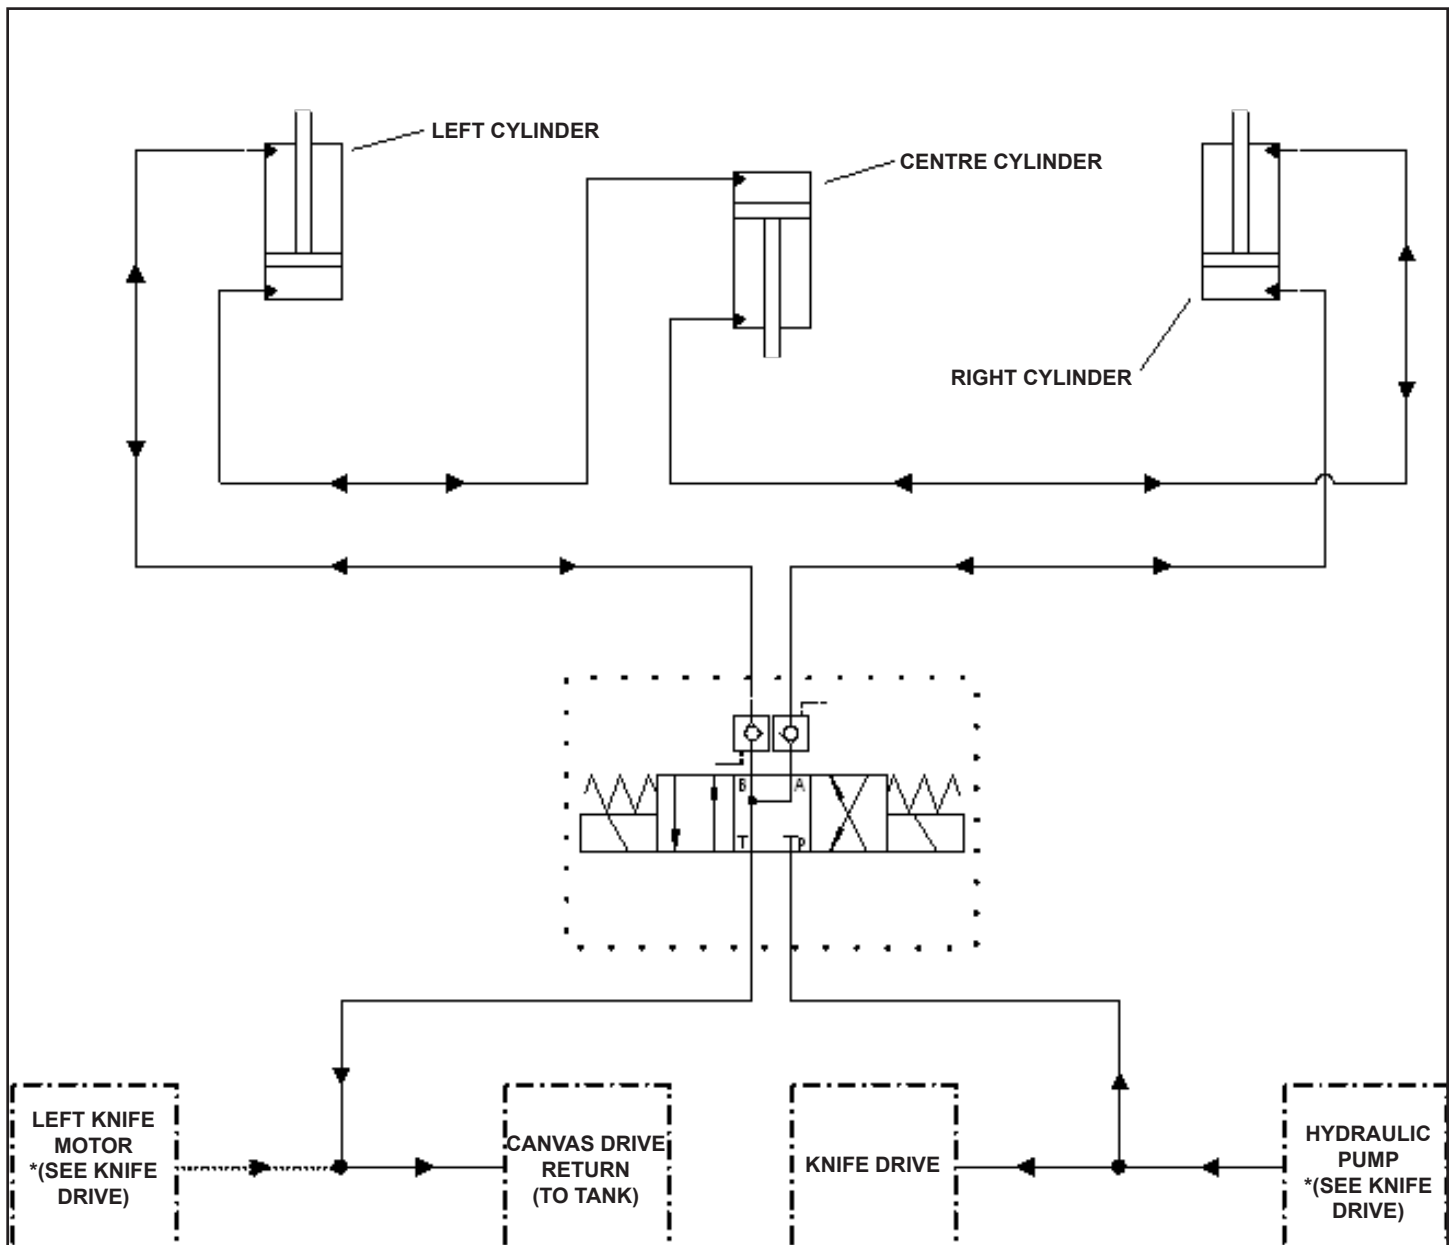 LEFT CYLINDER
CENTRE CYLINDER
RIGHT CYLINDER
B A
T P
LEFT KNIFE
MOTOR
*(SEE KNIFE
DRIVE)
CANVAS DRIVE
RETURN
(TO TANK)
KNIFE DRIVE
HYDRAULIC
PUMP
*(SEE KNIFE
DRIVE)